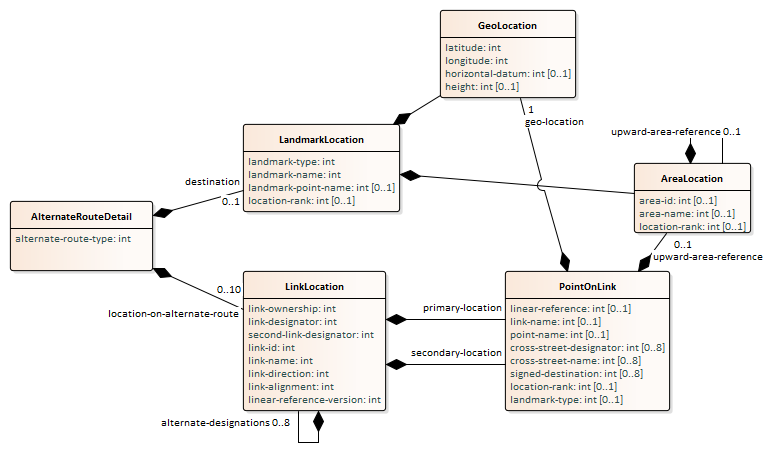 GeoLocation
latitude: int
longitude: int
horizontal-datum: int [0..1]
height: int [0..1]
1
geo-location
LandmarkLocation
landmark-type: int
landmark-name: int
landmark-point-name: int [0..1]
location-rank: int [0..1]
upward-area-reference 0..1
AreaLocation
area-id: int [0..1]
area-name: int [0..1]
location-rank: int [0..1]
destination
0..1
AlternateRouteDetail
alternate-route-type: int
0..1
upward-area-reference
0..10
location-on-alternate-route
LinkLocation
link-ownership: int
link-designator: int
second-link-designator: int
link-id: int
link-name: int
link-direction: int
link-alignment: int
linear-reference-version: int
primary-location
secondary-location
PointOnLink
linear-reference: int [0..1]
link-name: int [0..1]
point-name: int [0..1]
cross-street-designator: int [0..8]
cross-street-name: int [0..8]
signed-destination: int [0..8]
location-rank: int [0..1]
landmark-type: int [0..1]
alternate-designations 0..8